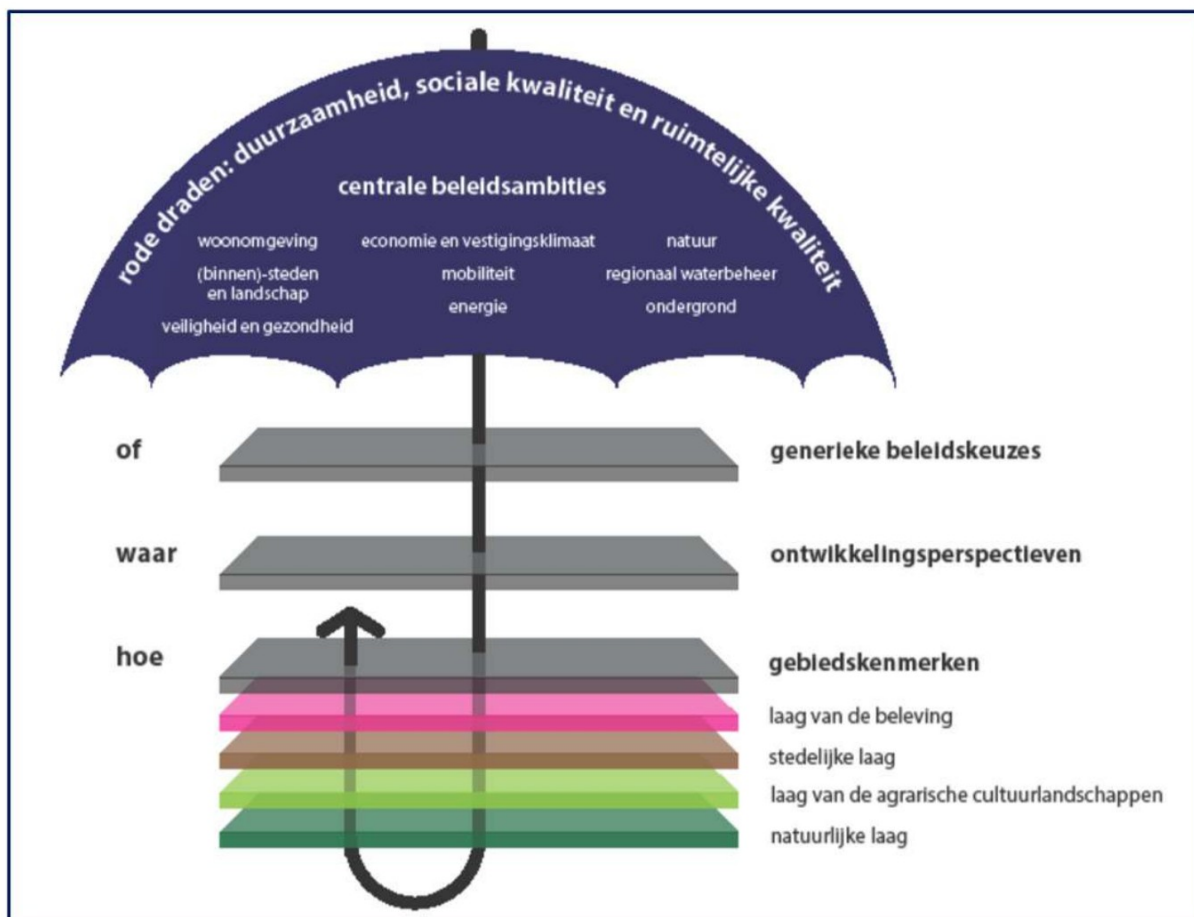 rode draden: duurzaamheid, sociale kwaliteit en ruimtelijke kwaliteit
centrale beleidsambities
woonomgeving
(binnen)-steden
en landschap
veiligheid en gezondheid
economie en vestigingsklimaat
mobiliteit
energie
natuur
regionaal waterbeheer
ondergrond
of
generieke beleidskeuzes
waar
ontwikkelingsperspectieven
hoe
gebiedskenmerken
laag van de beleving
stedelijke laag
laag van de agrarische cultuurlandschappen
natuurlijke laag